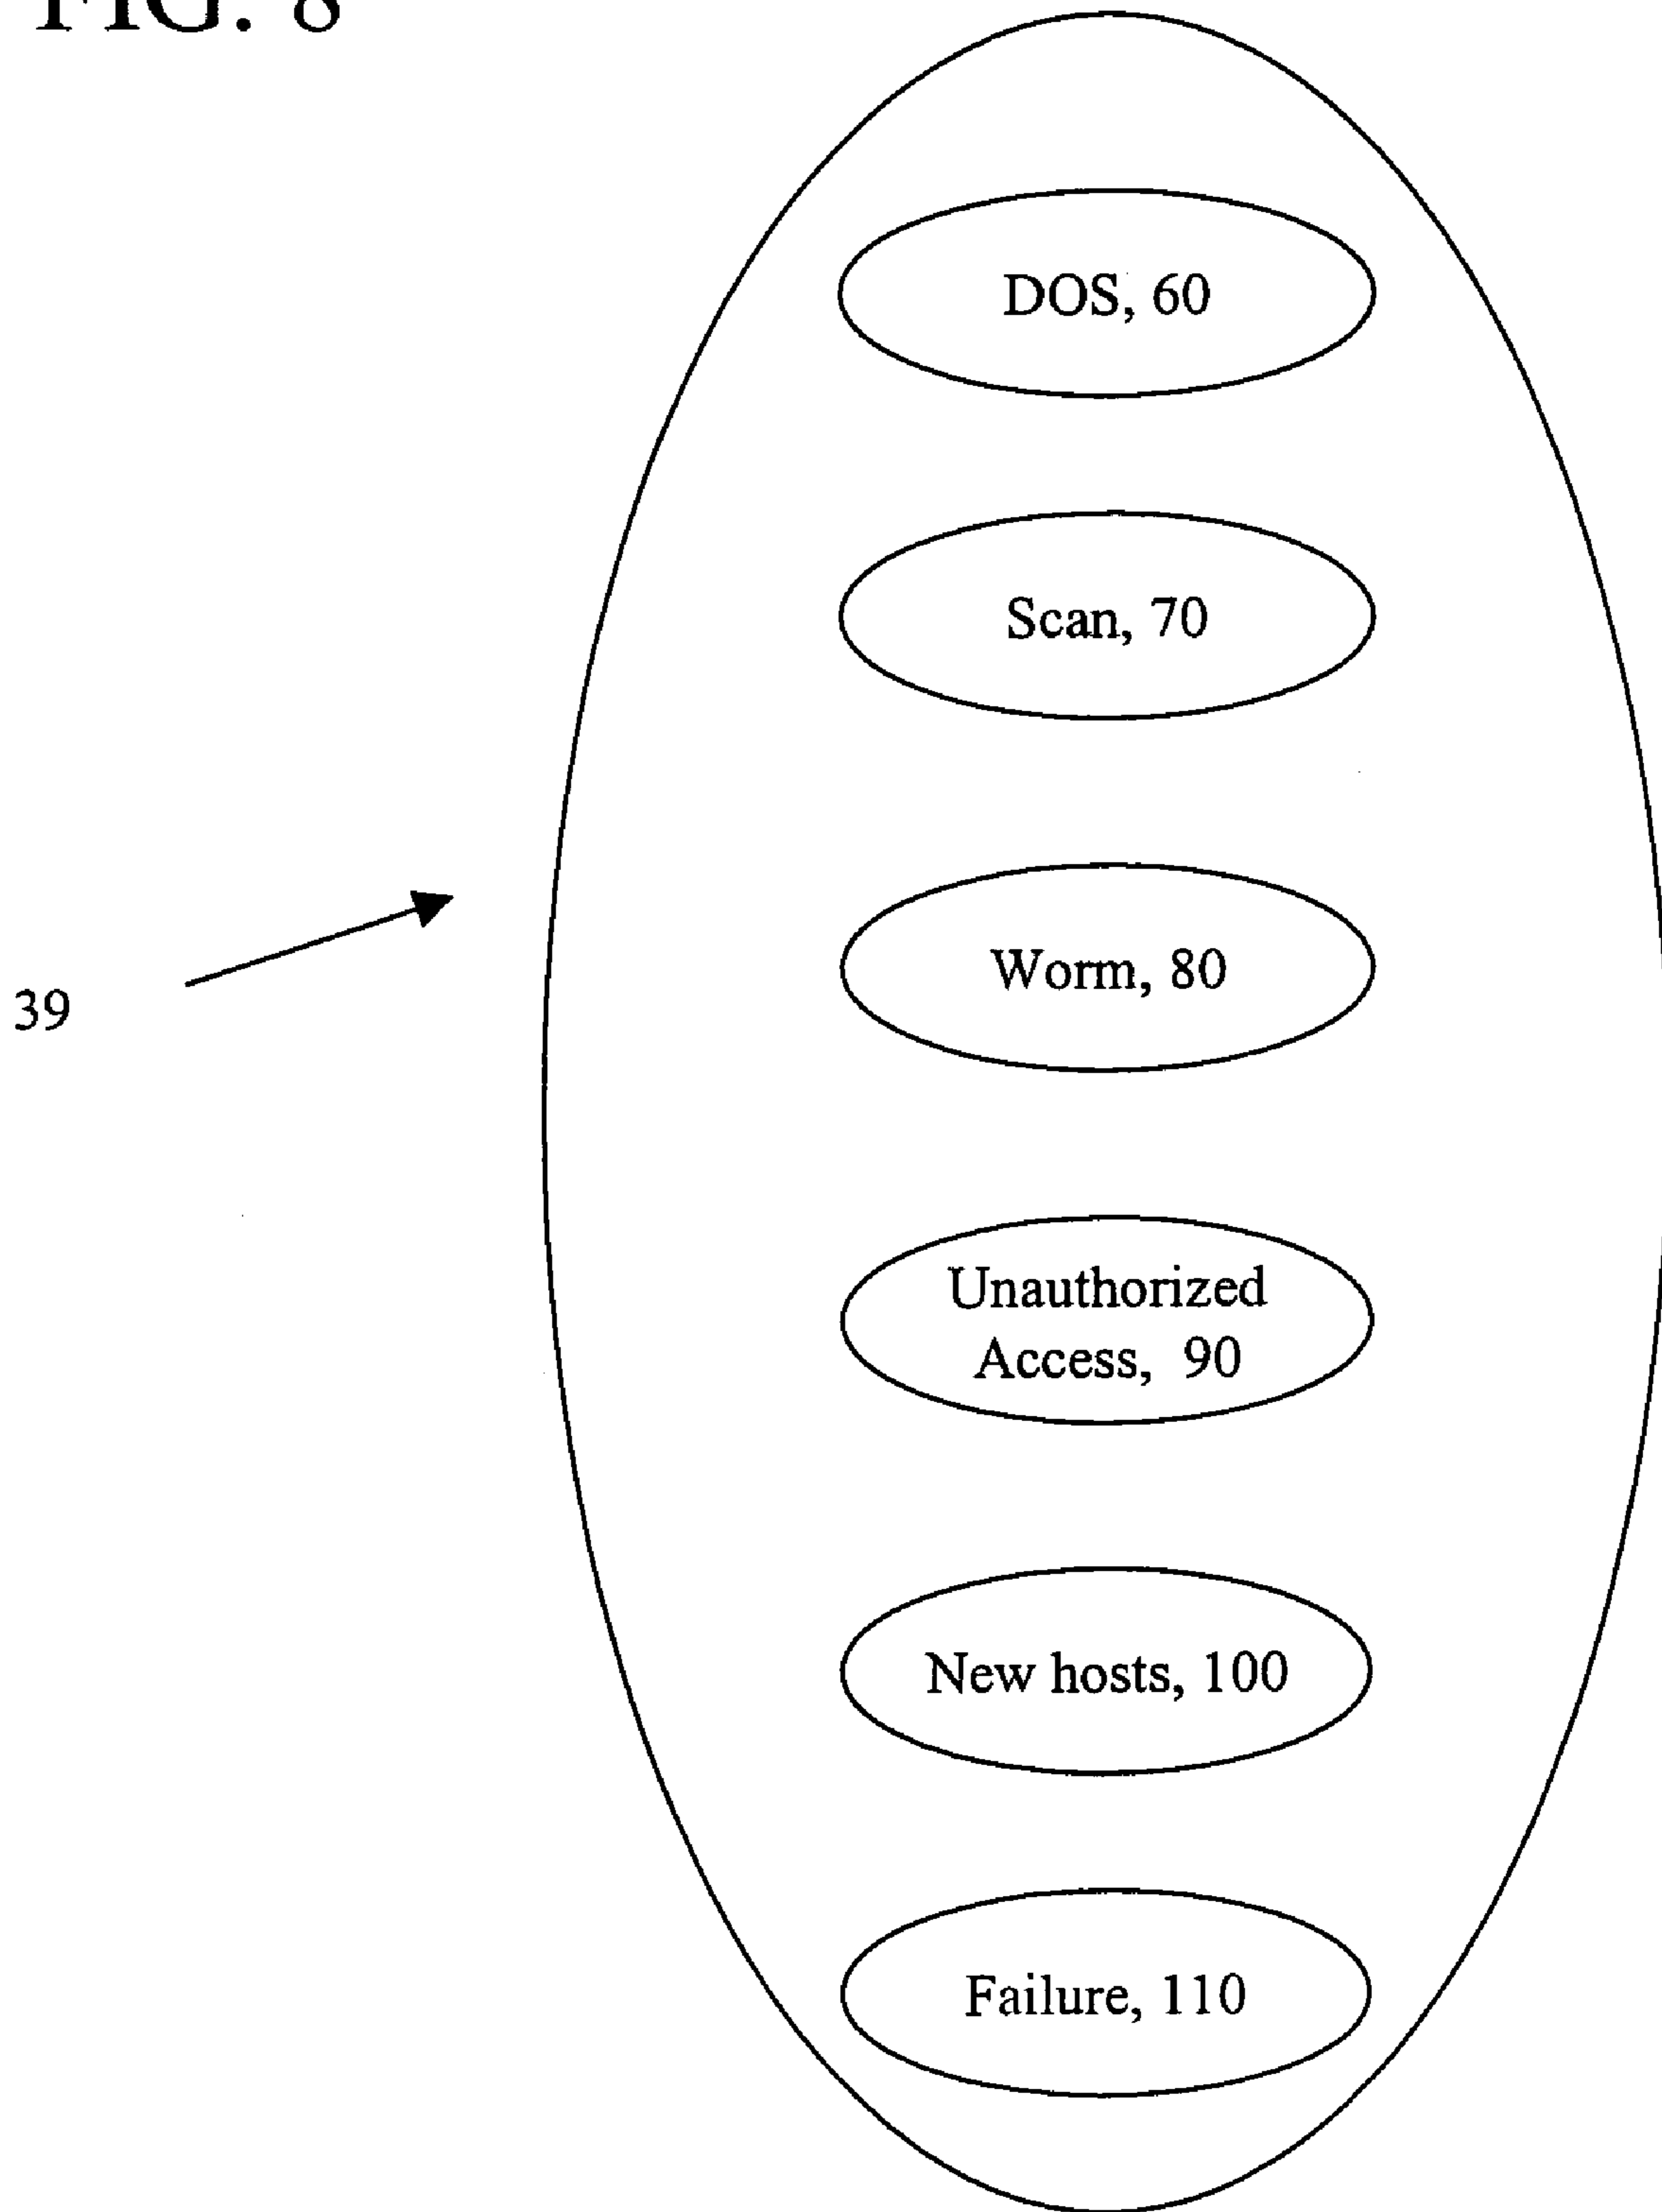 FIG. 8
DOS, 60
Scan, 70
Worm, 80
39
Unauthorized
Access, 90
New hosts, 100
Failure, 110